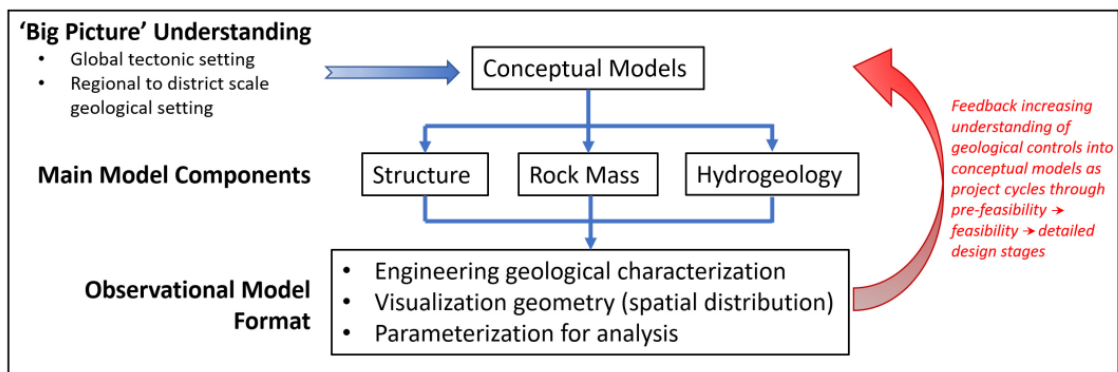 ‘Big Picture’ Understanding
• Global tectonic setting
• Regional to district scale
geological setting
Conceptual Models
Main Model Components
Structure
Rock Mass
Hydrogeology
Observational Model
Format
• Engineering geological characterization
• Visualization geometry (spatial distribution)
• Parameterization for analysis
Feedback increasing
understanding of
geological controls into
conceptual models as
project cycles through
pre-feasibility →
feasibility → detailed
design stages